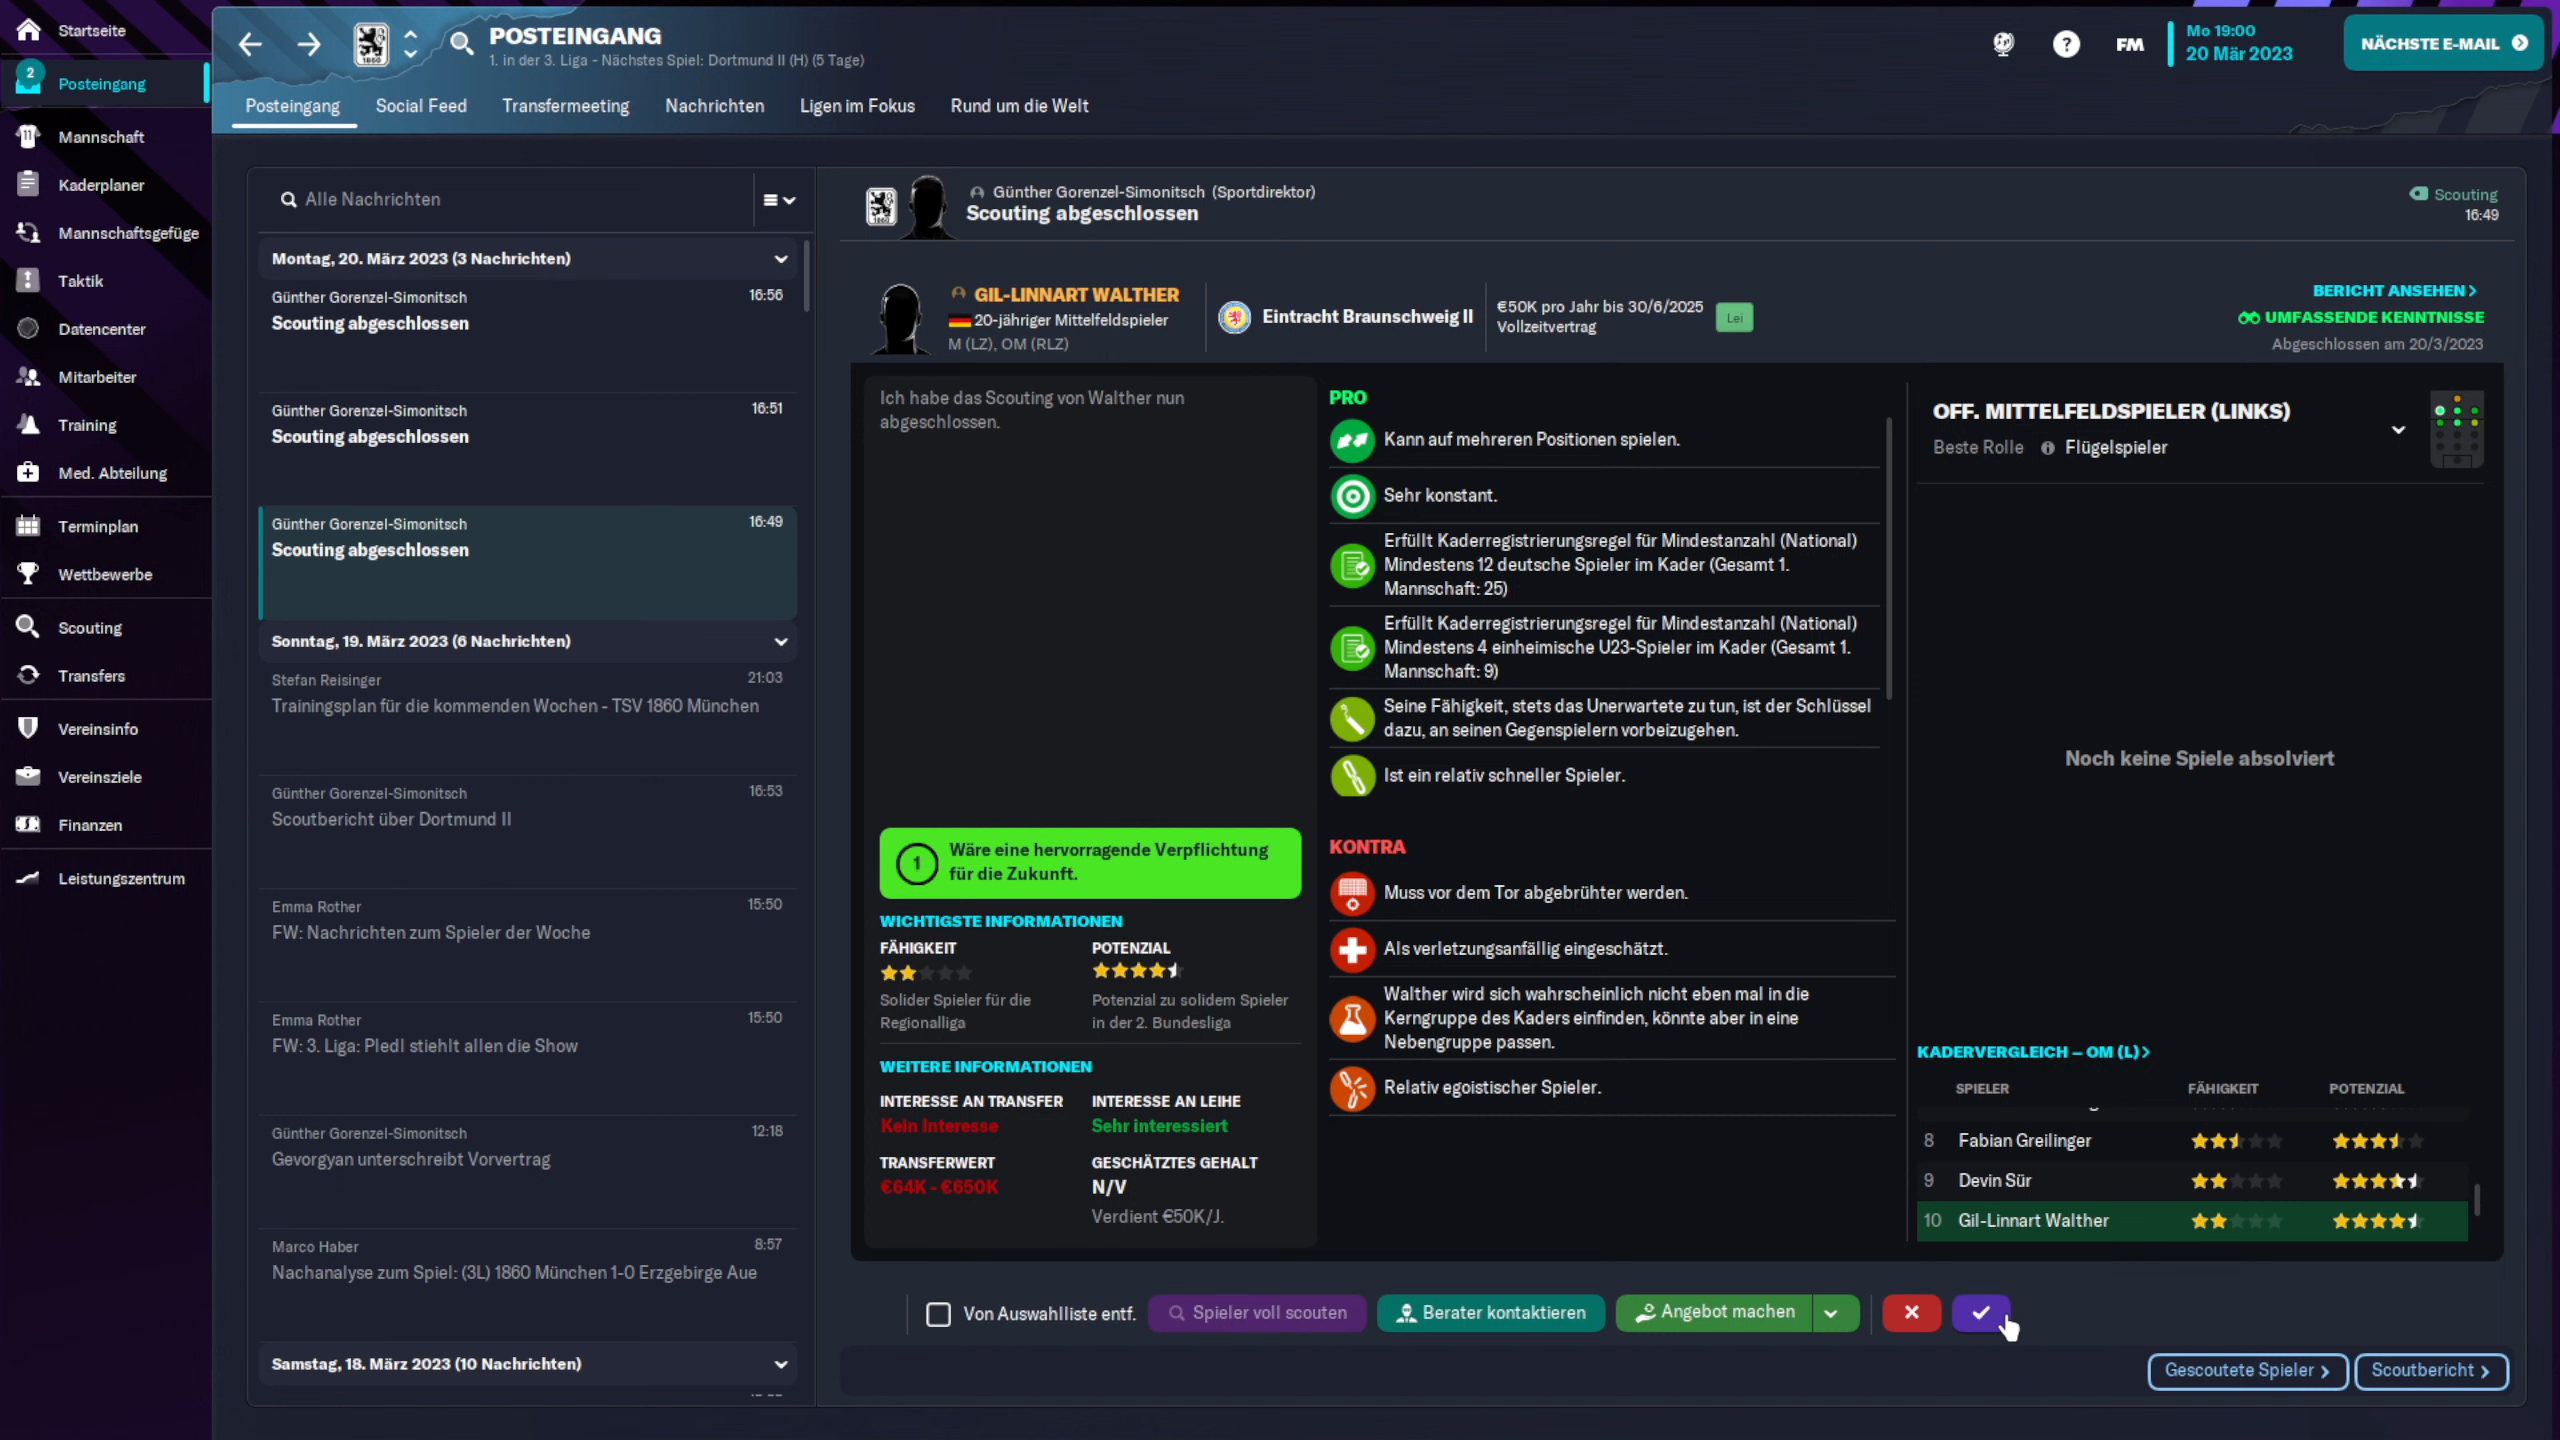 Startseite
2
Posteingang
Mannschaft
Kaderplaner
Mannschaftsgefüge
Taktik
Datencenter
Mitarbeiter
Training
Med. Abteilung
Terminplan
Wettbewerbe
Scouting
Transfers
Vereinsinfo
Vereinsziele
Finanzen
Leistungszentrum
POSTEINGANG
1. in der 3. Liga - Nächstes Spiel: Dortmund II (H) (5 Tage)
FM
Mo 19:00
20 Mär 2023
NÄCHSTE E-MAIL
Posteingang Social Feed Transfermeeting Nachrichten Ligen im Fokus Rund um die Welt
Alle Nachrichten
Montag, 20. März 2023 (3 Nachrichten)
Günther Gorenzel-Simonitsch 16:56
Scouting abgeschlossen
Günther Gorenzel-Simonitsch 16:51
Scouting abgeschlossen
Günther Gorenzel-Simonitsch 16:49
Scouting abgeschlossen
Sonntag, 19. März 2023 (6 Nachrichten)
Stefan Reisinger 21:03
Trainingsplan für die kommenden Wochen - TSV 1860 München
Günther Gorenzel-Simonitsch 16:53
Scoutbericht über Dortmund II
Emma Rother 15:50
FW: Nachrichten zum Spieler der Woche
Emma Rother 15:50
FW: 3. Liga: Pledl stiehlt allen die Show
Günther Gorenzel-Simonitsch 12:18
Gevorgyan unterschreibt Vorvertrag
Marco Haber 8:57
Nachanalyse zum Spiel: (3L) 1860 München 1-0 Erzgebirge Aue
Samstag, 18. März 2023 (10 Nachrichten)
Günther Gorenzel-Simonitsch (Sportdirektor)
Scouting abgeschlossen
Scouting
16:49
GIL-LINNART WALTHER
20-jähriger Mittelfeldspieler
M (LZ), OM (RLZ)
Eintracht Braunschweig II
€50K pro Jahr bis 30/6/2025
Vollzeitvertrag
Lei
BERICHT ANSEHEN
UMFASSENDE KENNTNISSE
Abgeschlossen am 20/3/2023
Ich habe das Scouting von Walther nun
abgeschlossen.
1
Wäre eine hervorragende Verpflichtung
für die Zukunft.
WICHTIGSTE INFORMATIONEN
FÄHIGKEIT POTENZIAL
Solider Spieler für die
Regionalliga
Potenzial zu solidem Spieler
in der 2. Bundesliga
WEITERE INFORMATIONEN
INTERESSE AN TRANSFER INTERESSE AN LEIHE
Kein Interesse Sehr interessiert
TRANSFERWERT GESCHÄTZTES GEHALT
€64K - €650K N/V
Verdient €50K/J.
PRO
Kann auf mehreren Positionen spielen.
Sehr konstant.
Erfüllt Kaderregistrierungsregel für Mindestanzahl (National)
Mindestens 12 deutsche Spieler im Kader (Gesamt 1.
Mannschaft: 25)
Erfüllt Kaderregistrierungsregel für Mindestanzahl (National)
Mindestens 4 einheimische U23-Spieler im Kader (Gesamt 1.
Mannschaft: 9)
Seine Fähigkeit, stets das Unerwartete zu tun, ist der Schlüssel
dazu, an seinen Gegenspielern vorbeizugehen.
Ist ein relativ schneller Spieler.
KONTRA
Muss vor dem Tor abgebrühter werden.
Als verletzungsanfällig eingeschätzt.
Walther wird sich wahrscheinlich nicht eben mal in die
Kerngruppe des Kaders einfinden, könnte aber in eine
Nebengruppe passen.
Relativ egoistischer Spieler.
OFF. MITTELFELDSPIELER (LINKS)
Beste Rolle Flügelspieler
Noch keine Spiele absolviert
KADERVERGLEICH – OM (L)
SPIELER FÄHIGKEIT POTENZIAL
8 Fabian Greilinger
9 Devin Sür
10 Gil-Linnart Walther
Von Auswahlliste entf. Spieler voll scouten Berater kontaktieren Angebot machen
Gescoutete Spieler Scoutbericht